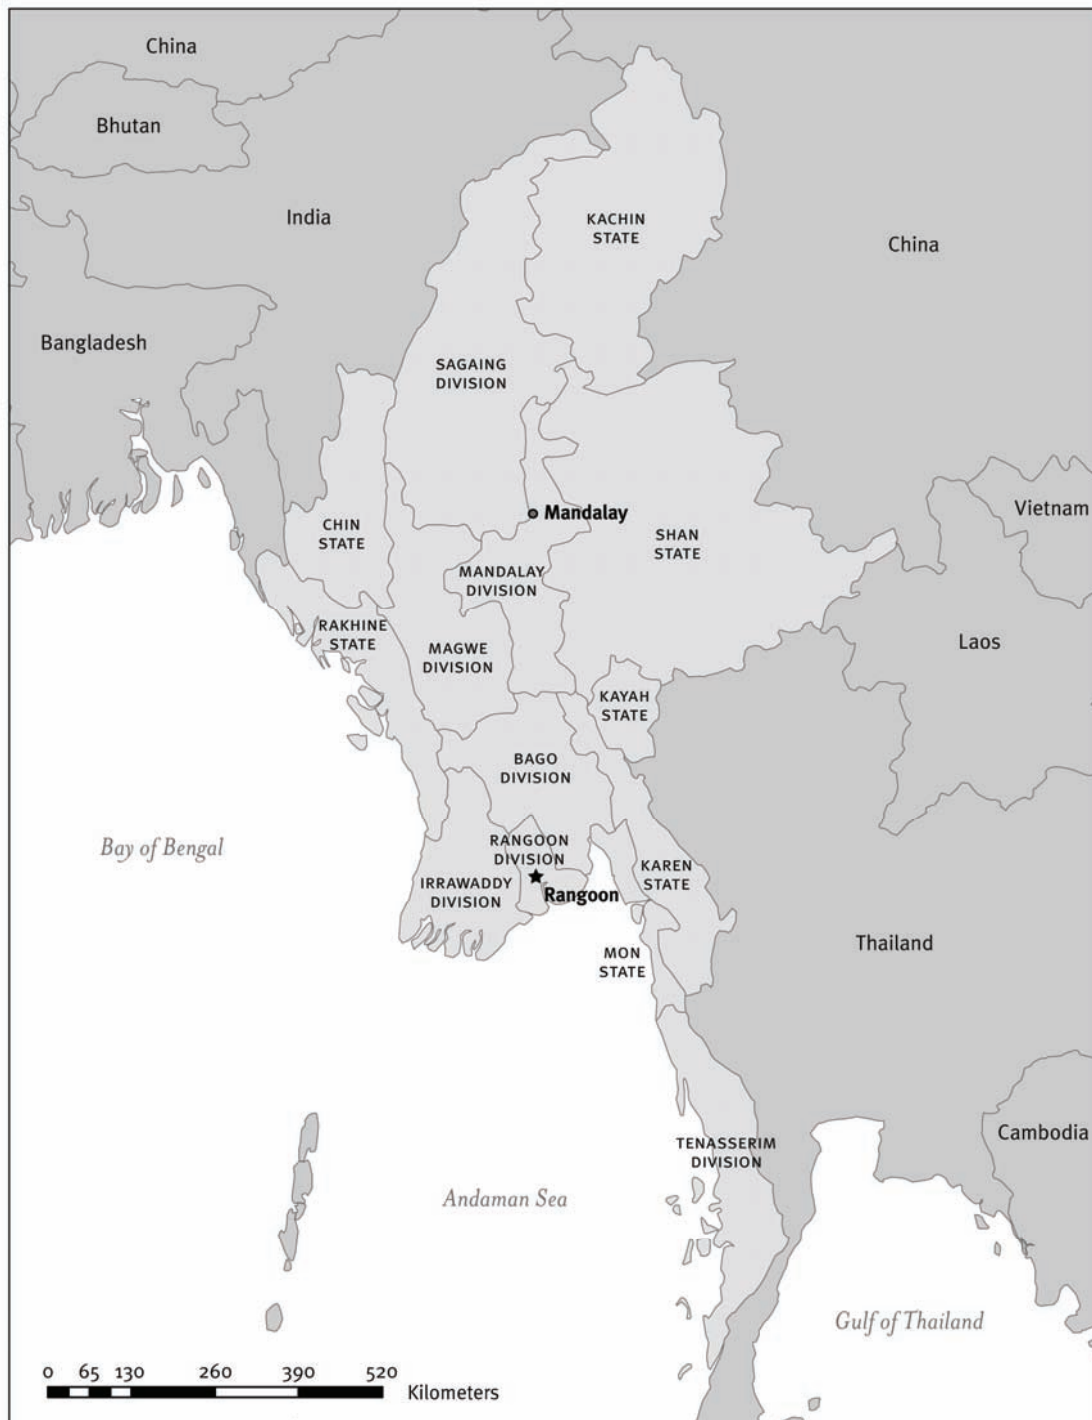 China
Bhutan
India
KACHIN
STATE
China
Bangladesh
SAGAING
DIVISION
Mandalay
Vietnam
CHIN
STATE
SHAN
STATE
MANDALAY
DIVISION
RAKHINE
STATE
MAGWE
DIVISION
Laos
KAYAH
STATE
BAGO
DIVISION
Bay of Bengal
RANGOON
DIVISION
KAREN
STATE
IRRAWADDY
DIVISION
Rangoon
Thailand
MON
STATE
Cambodia
TENASSERIM
DIVISION
Andaman Sea
Gulf of Thailand
0 65 130 260 390 520
Kilometers